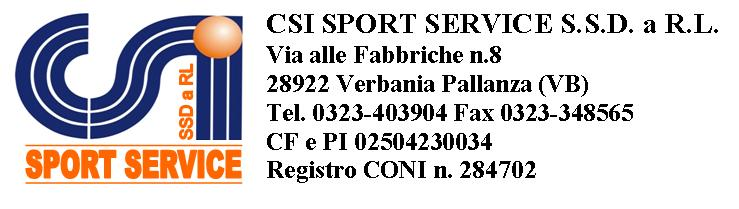 CSI
SSD a RL
SPORT SERVICE
CSI SPORT SERVICE S.S.D. a R.L.
Via alle Fabbriche n.8
28922 Verbania Pallanza (VB)
Tel. 0323-403904 Fax 0323-348565
CF e PI 02504230034
Registro CONI n. 284702